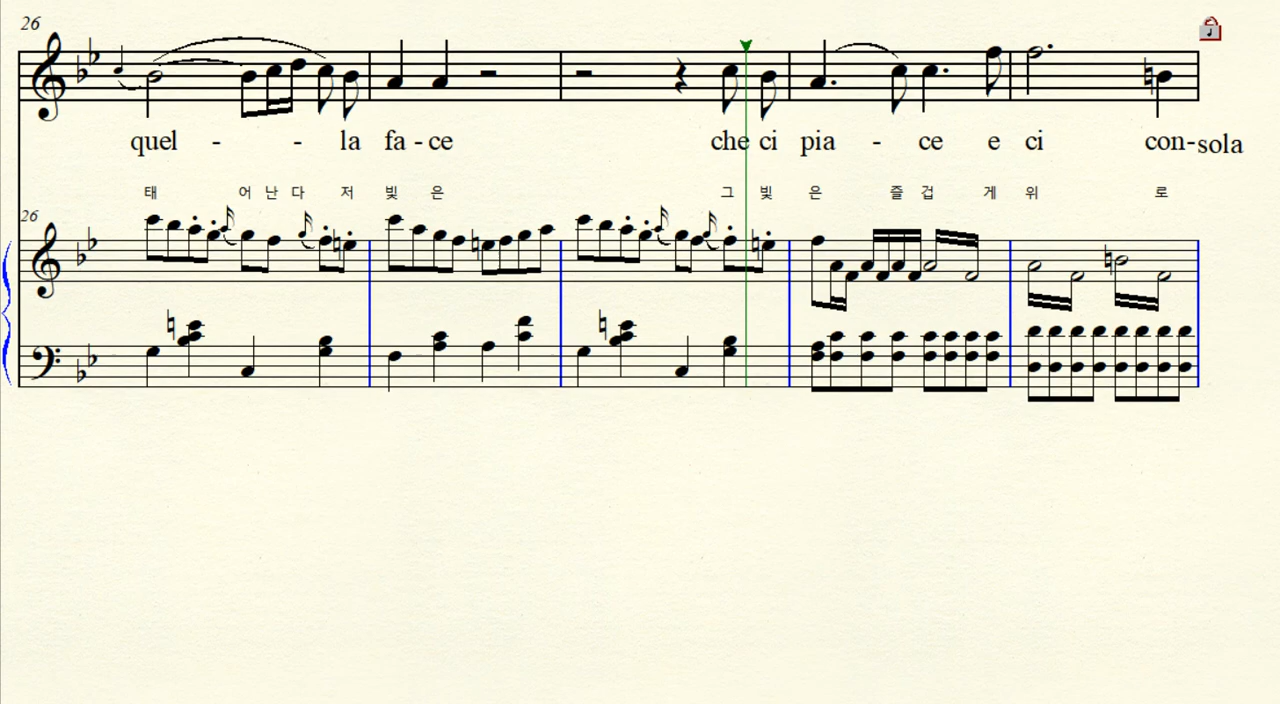 26
quel - - la fa - ce che ci pia - ce e ci con-sola
태 어 난 다 저 빛 은 그 빛 은 즐 겁 게 위 로
26